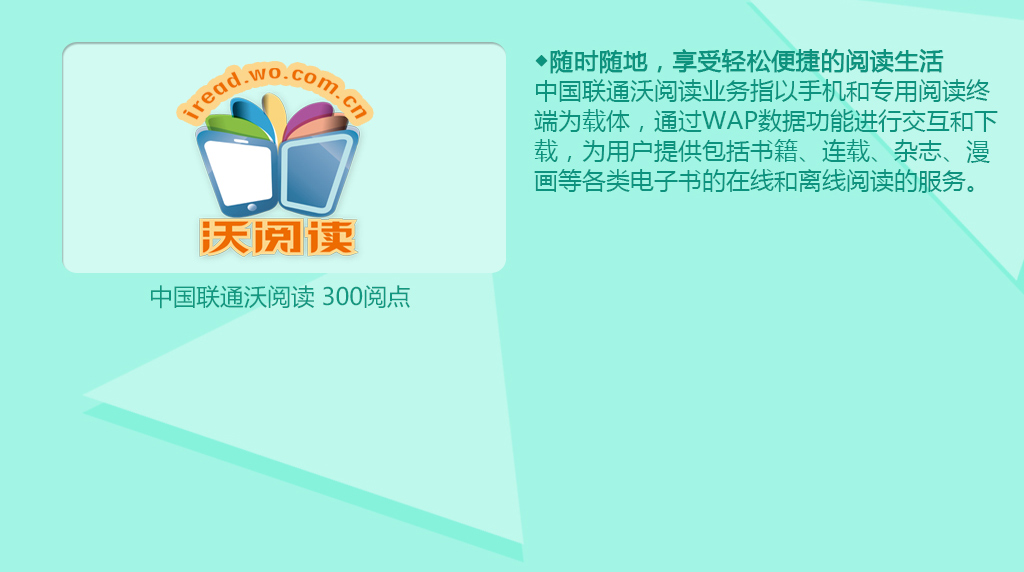 iread.wo.com.cn
沃阅读
中国联通沃阅读 300阅点
◆随时随地，享受轻松便捷的阅读生活
中国联通沃阅读业务指以手机和专用阅读终
端为载体，通过WAP数据功能进行交互和下
载，为用户提供包括书籍、连载、杂志、漫
画等各类电子书的在线和离线阅读的服务。